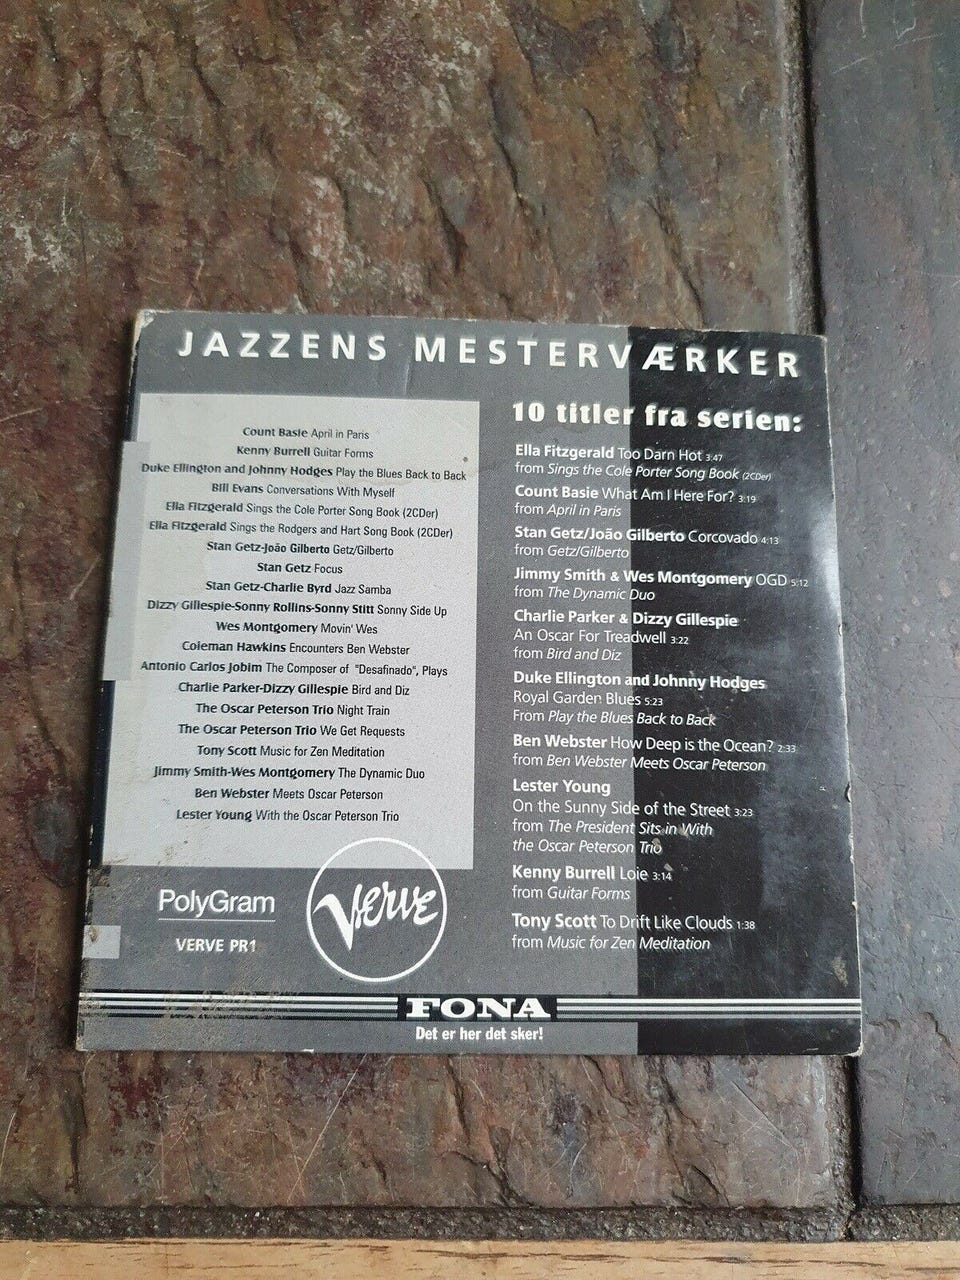 JAZZENS MESTERVÆRKER
Count Basie April in Paris
Kenny Burrell Guitar Forms
Duke Ellington and Johnny Hodges Play the Blues Back to Back
Bill Evans Conversations With Myself
Ella Fitzgerald Sings the Cole Porter Song Book (2CDer)
Ella Fitzgerald Sings the Rodgers and Hart Song Book (2CDer)
Stan Getz-João Gilberto Getz/Gilberto
Stan Getz Focus
Stan Getz-Charlie Byrd Jazz Samba
Dizzy Gillespie-Sonny Rollins-Sonny Stitt Sonny Side Up
Wes Montgomery Movin' Wes
Coleman Hawkins Encounters Ben Webster
Antonio Carlos Jobim The Composer of "Desafinado", Plays
Charlie Parker-Dizzy Gillespie Bird and Diz
The Oscar Peterson Trio Night Train
The Oscar Peterson Trio We Get Requests
Tony Scott Music for Zen Meditation
Jimmy Smith-Wes Montgomery The Dynamic Duo
Ben Webster Meets Oscar Peterson
Lester Young With the Oscar Peterson Trio
10 titler fra serien:
Ella Fitzgerald Too Darn Hot 3:47
from Sings the Cole Porter Song Book (2CDer)
Count Basie What Am I Here For? 3:19
from April in Paris
Stan Getz/João Gilberto Corcovado 4:13
from Getz/Gilberto
Jimmy Smith & Wes Montgomery OGD 5:12
from The Dynamic Duo
Charlie Parker & Dizzy Gillespie
An Oscar For Treadwell 3:22
from Bird and Diz
Duke Ellington and Johnny Hodges
Royal Garden Blues 5:23
From Play the Blues Back to Back
Ben Webster How Deep is the Ocean? 2:33
from Ben Webster Meets Oscar Peterson
Lester Young
On the Sunny Side of the Street 3:23
from The President Sits in With
the Oscar Peterson Trio
Kenny Burrell Loie 3:14
from Guitar Forms
Tony Scott To Drift Like Clouds 1:38
from Music for Zen Meditation
PolyGram
VERVE PR1
Verve
FONA
Det er her det sker!